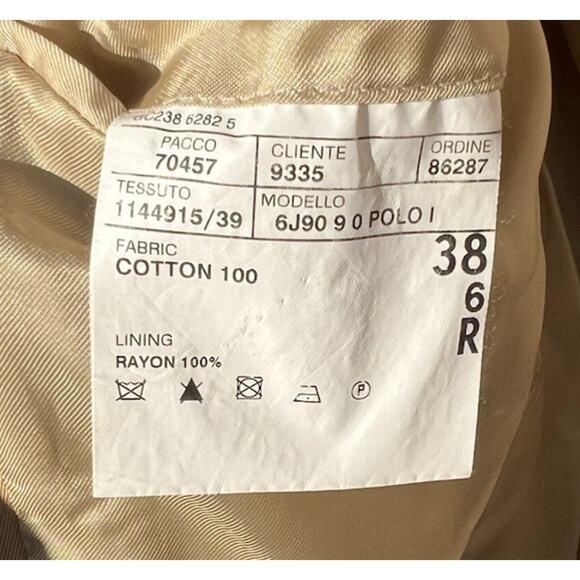 6282 5
PACCO CLIENTE ORDINE
70457 9335 86287
TESSUTO MODELLO
1144915/39 6J90 9 0 POLO I
FABRIC
COTTON 100
38
6
R
LINING
RAYON 100%
P